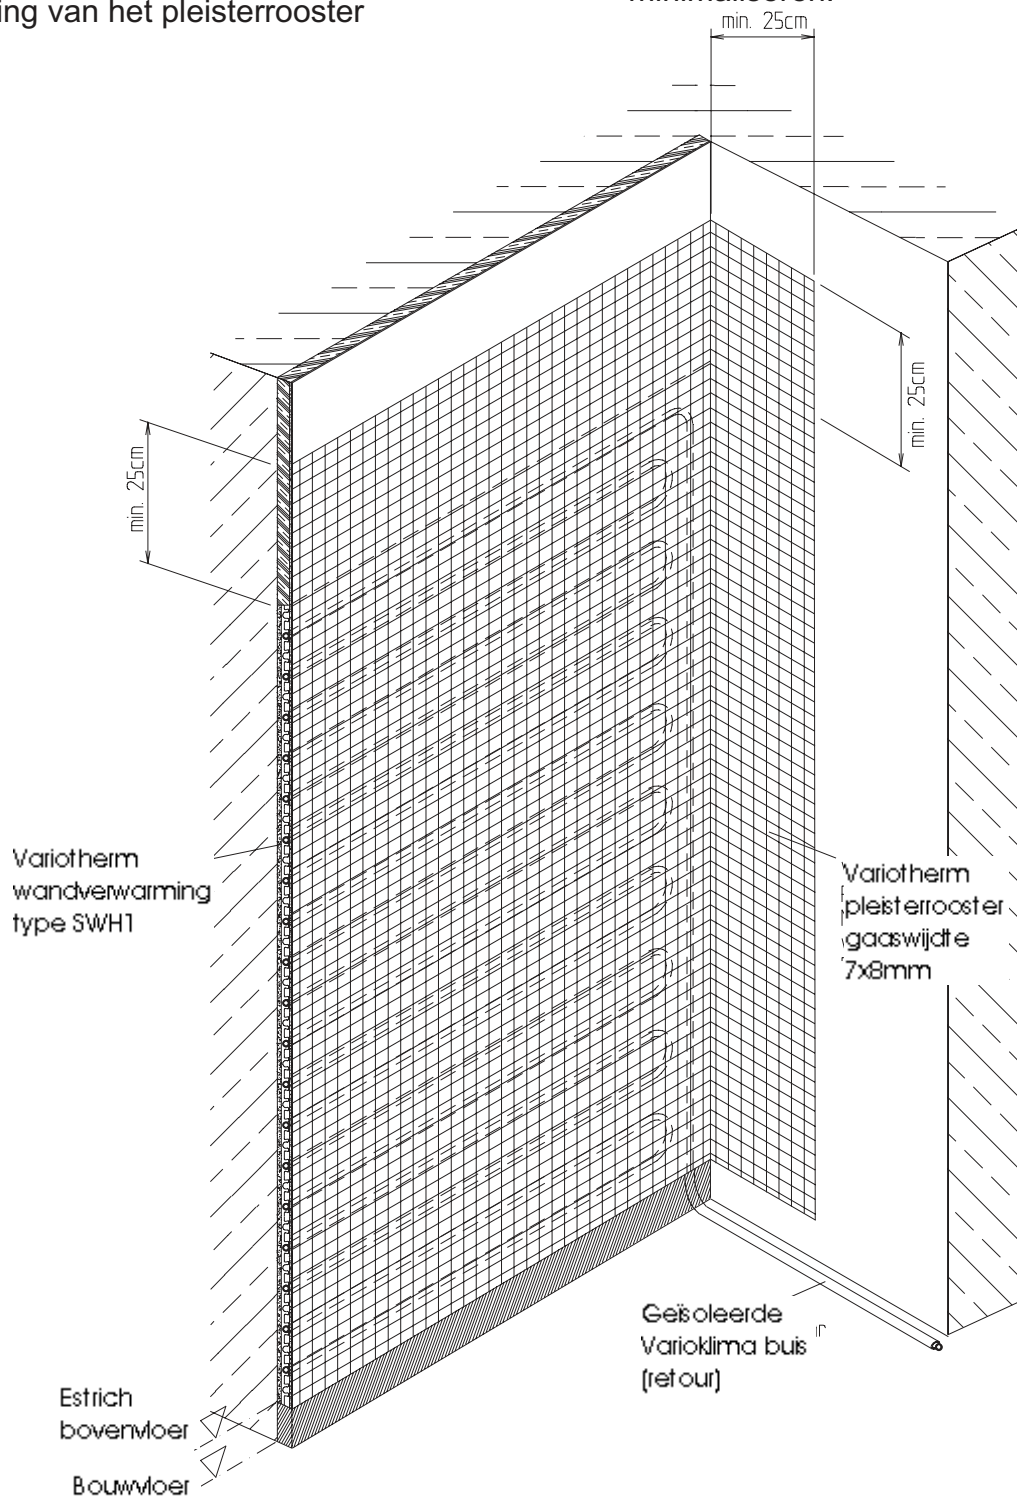 ing van het pleisterrooster
minimaliseren.
min. 25cm
min. 25cm
min. 25cm
Variotherm
wandverwarming
type SWH1
Variotherm
pleisterrooster
gaaswijdte
7x8mm
Geïsoleerde
Varioklima buis
(retour)
Estrich
bovenvloer
Bouwvloer